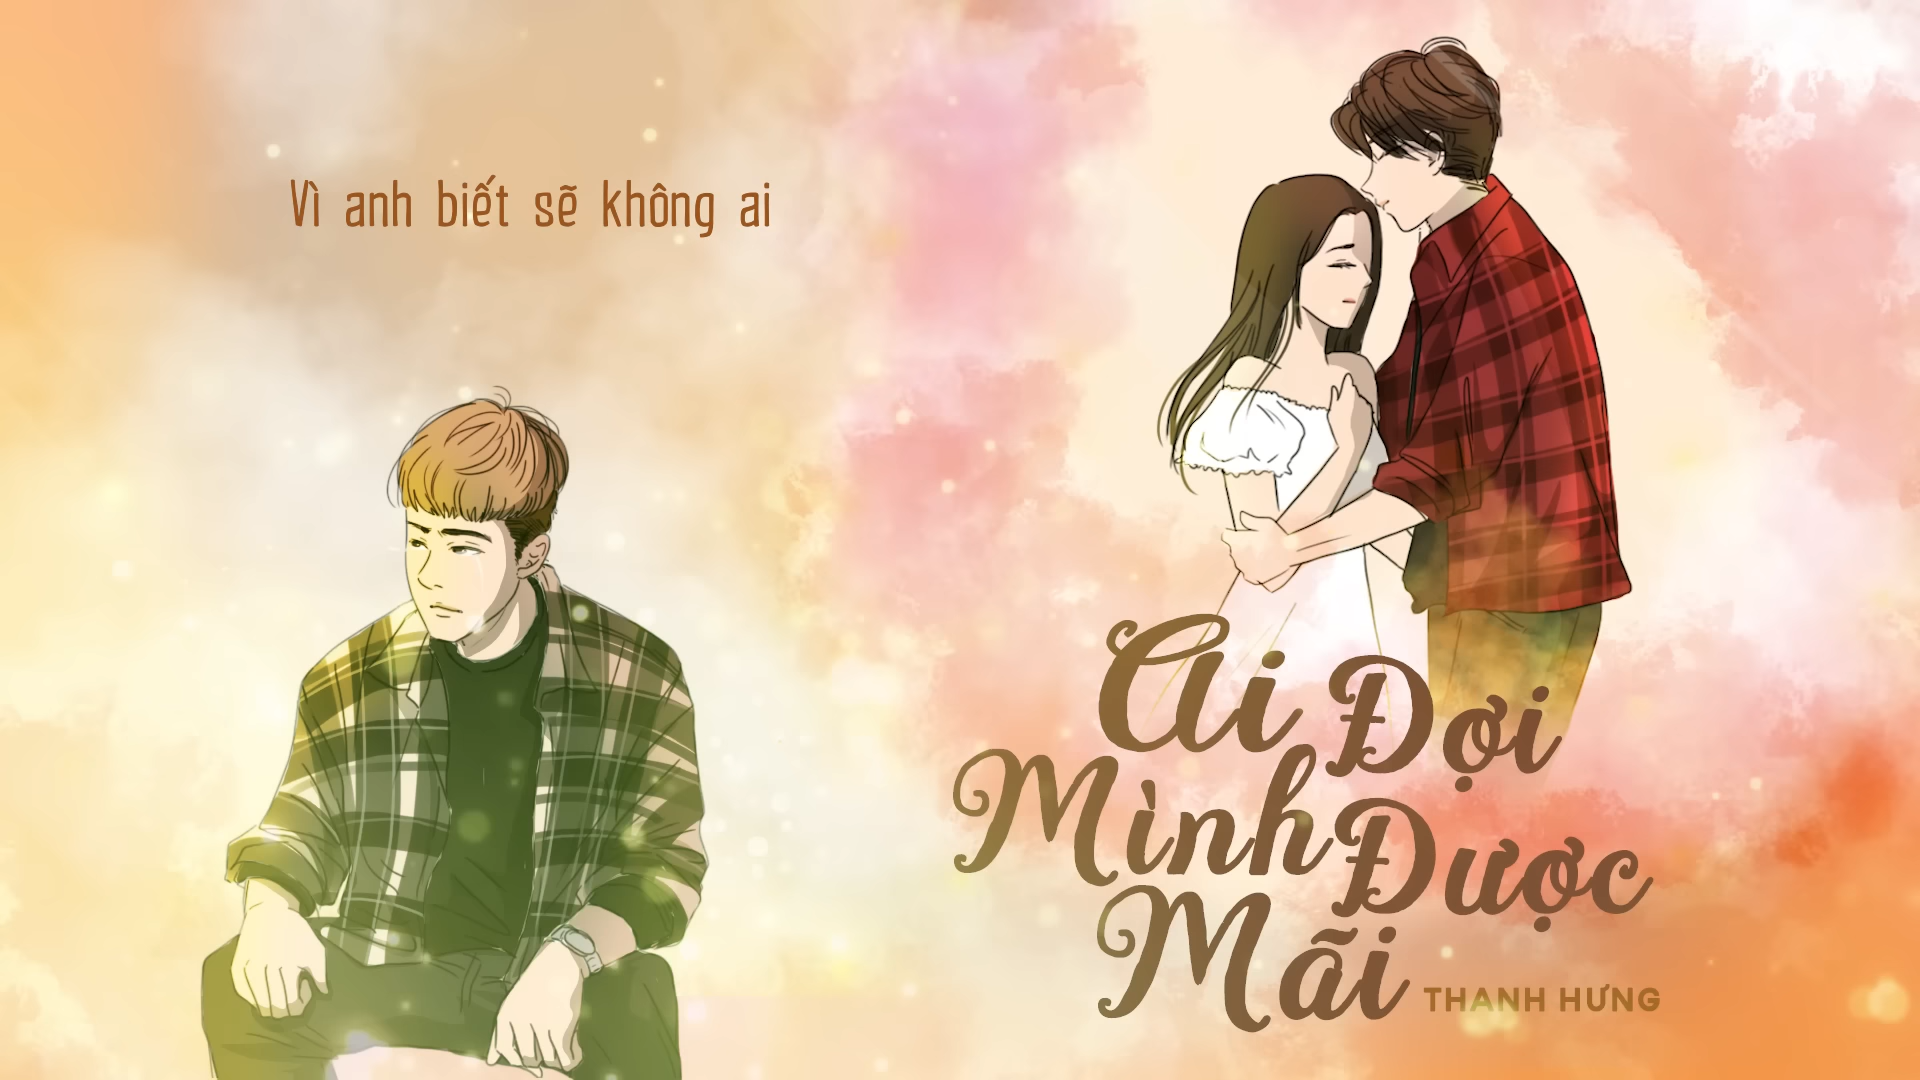 Vì anh biết sẽ không ai
Ai Đợi
Mình Được
Mãi
THANH HƯNG